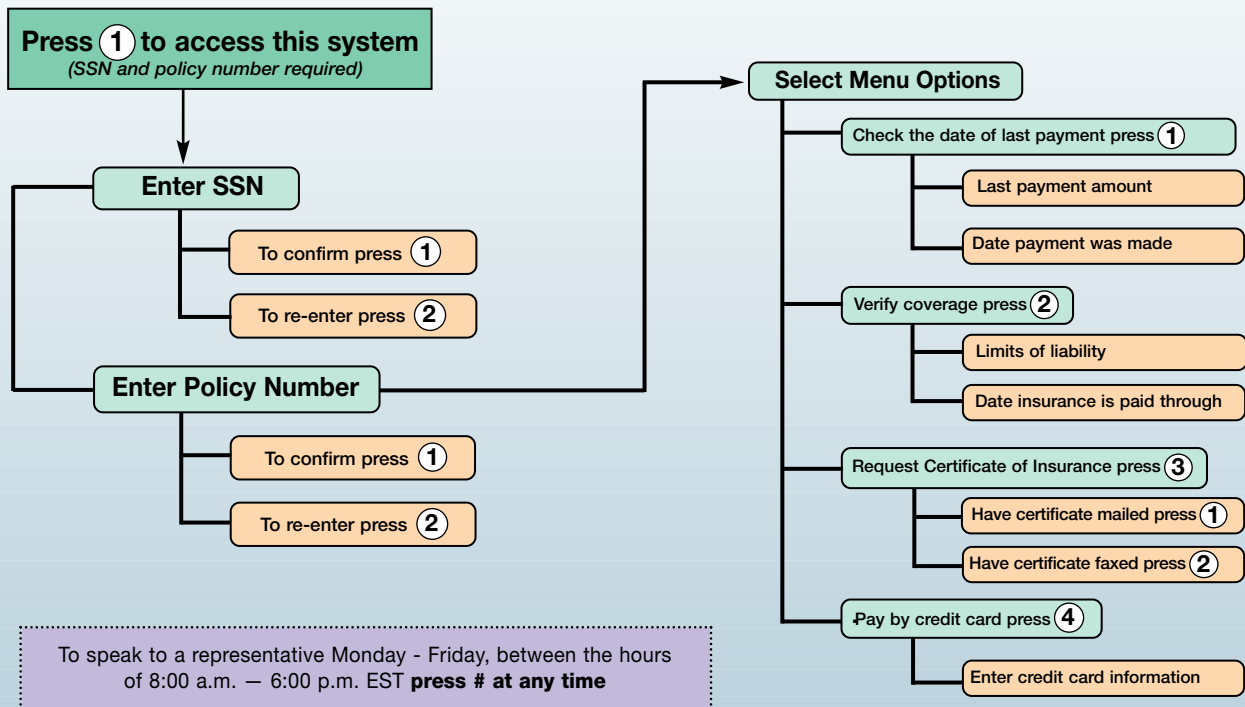 Press 1 to access this system
(SSN and policy number required)
Enter SSN
To confirm press 1
To re-enter press 2
Enter Policy Number
To confirm press 1
To re-enter press 2
Select Menu Options
Check the date of last payment press 1
Last payment amount
Date payment was made
Verify coverage press 2
Limits of liability
Date insurance is paid through
Request Certificate of Insurance press 3
Have certificate mailed press 1
Have certificate faxed press 2
Pay by credit card press 4
Enter credit card information
To speak to a representative Monday - Friday, between the hours
of 8:00 a.m. — 6:00 p.m. EST press # at any time